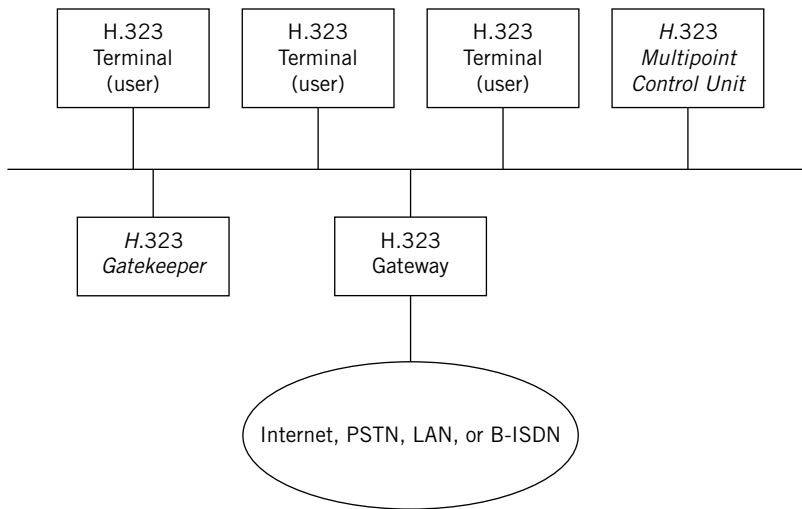 H.323
Terminal
(user)
H.323
Terminal
(user)
H.323
Terminal
(user)
H.323
Multipoint
Control Unit
H.323
Gatekeeper
H.323
Gateway
Internet, PSTN, LAN, or B-ISDN